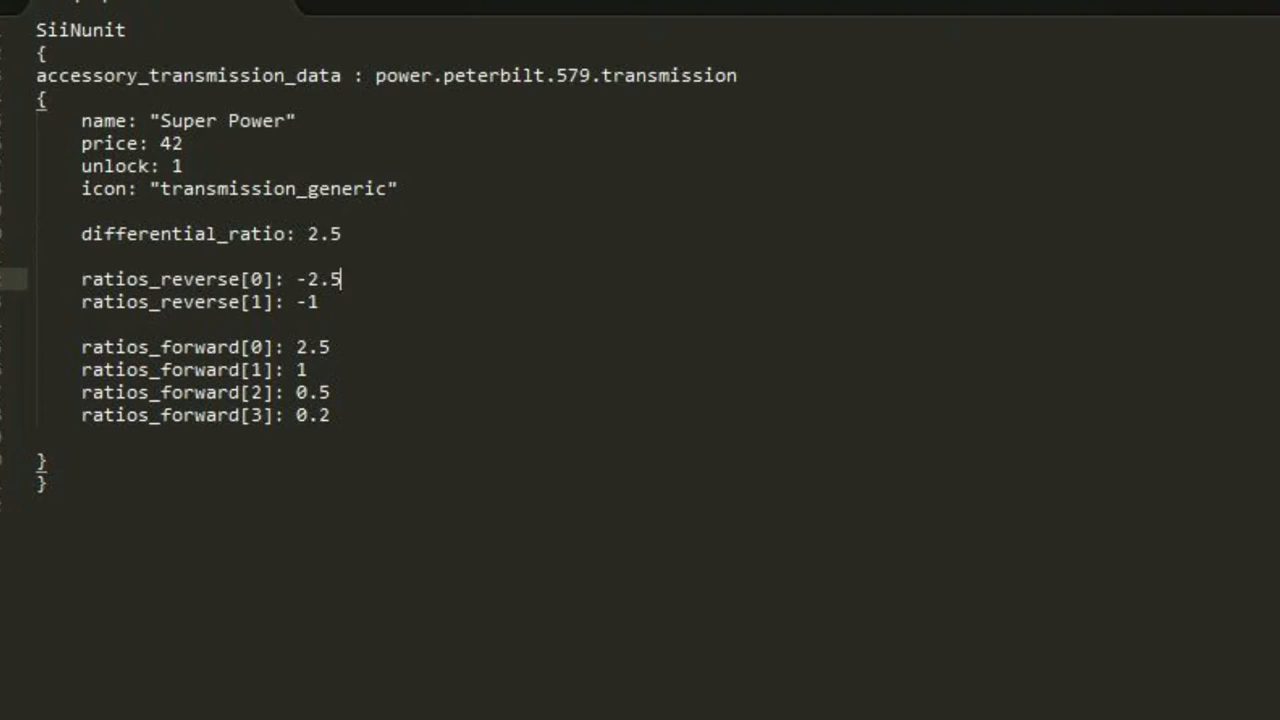 SiiNunit
{
accessory_transmission_data : power.peterbilt.579.transmission
{
name: "Super Power"
price: 42
unlock: 1
icon: "transmission_generic"
differential_ratio: 2.5
ratios_reverse[0]: -2.5
ratios_reverse[1]: -1
ratios_forward[0]: 2.5
ratios_forward[1]: 1
ratios_forward[2]: 0.5
ratios_forward[3]: 0.2
}
}